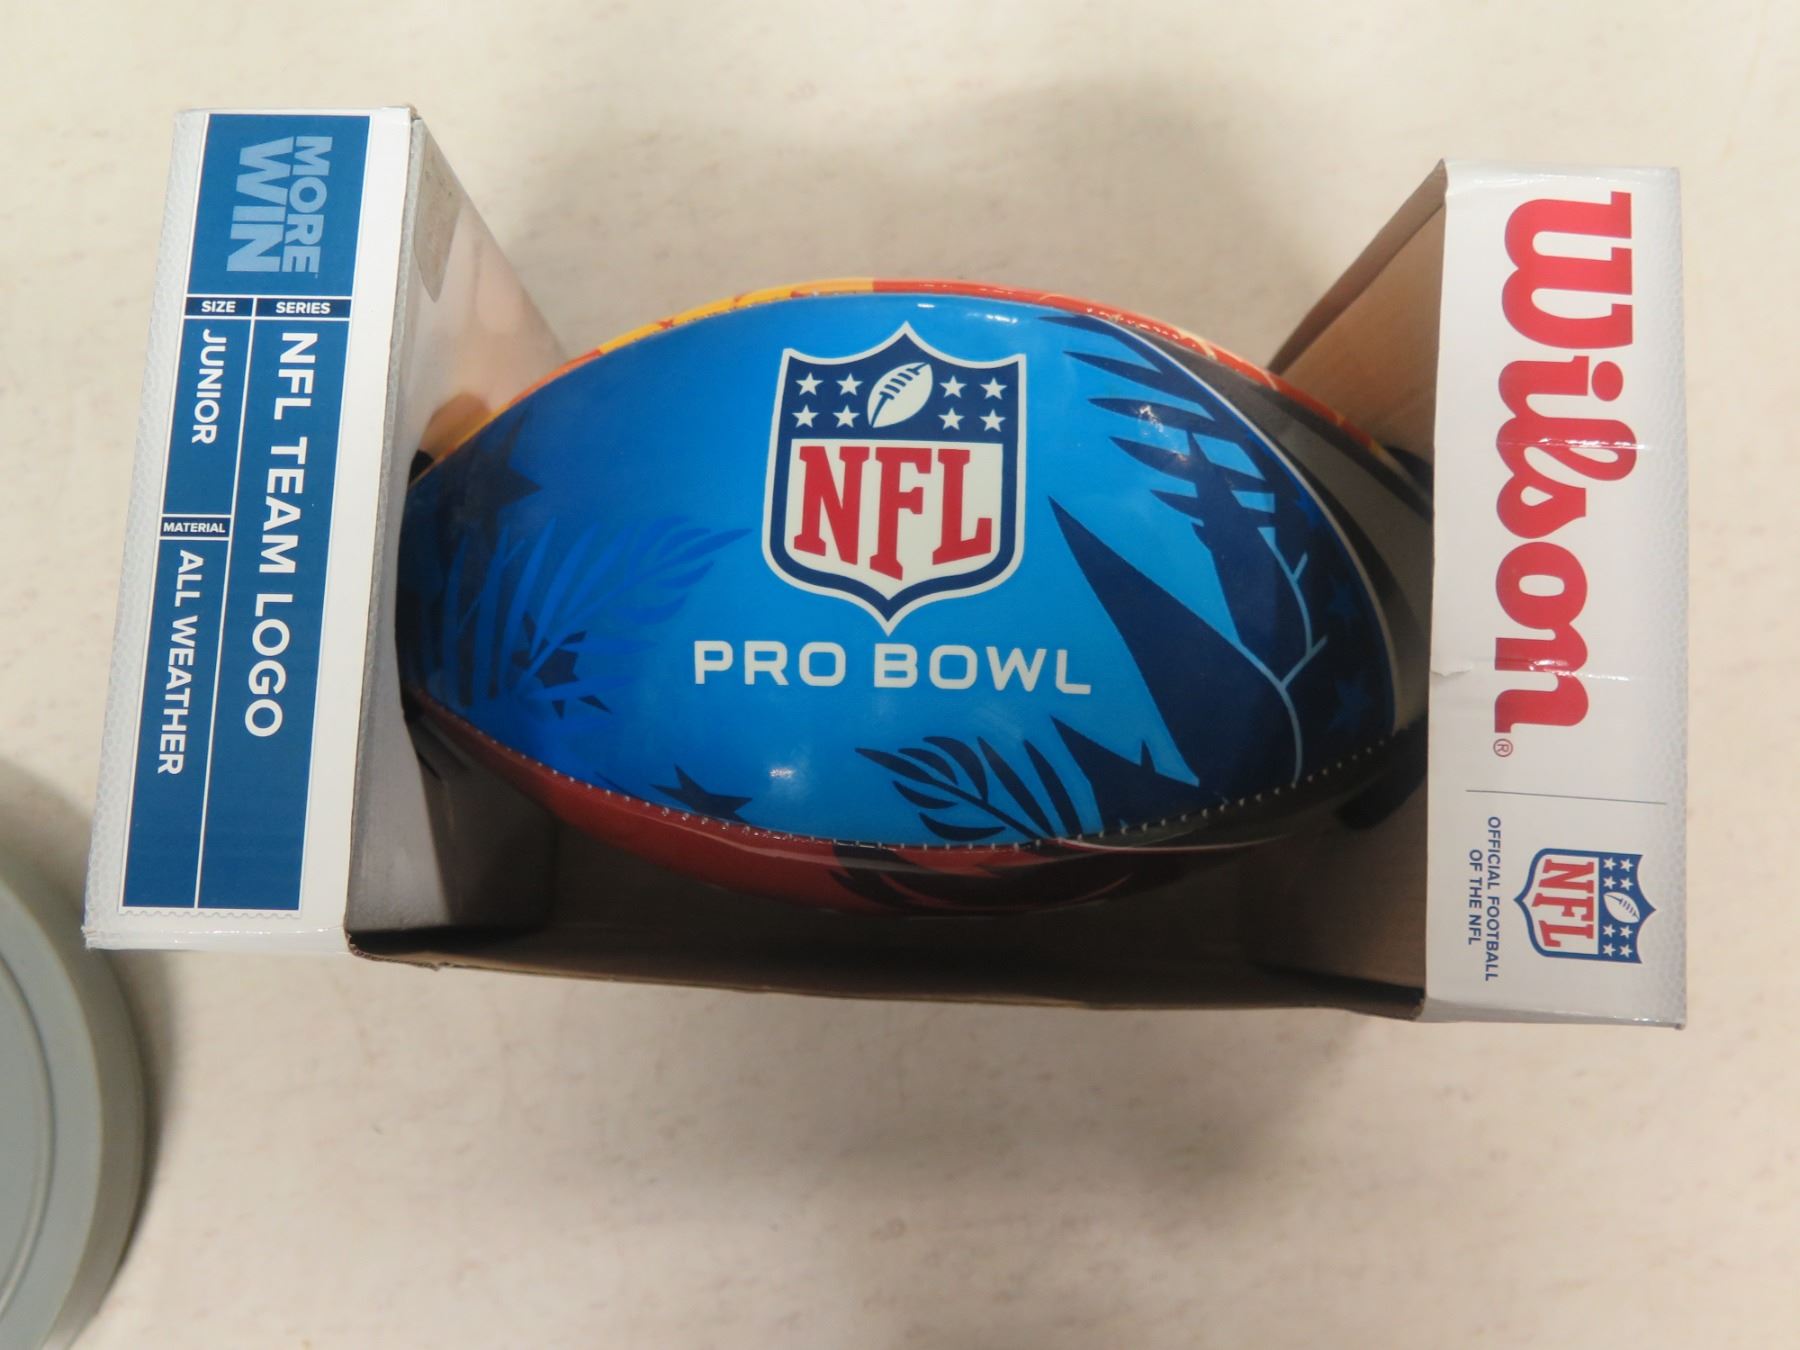 MORE
WIN
SERIES
NFL TEAM LOGO
SIZE
JUNIOR
MATERIAL
ALL WEATHER
NFL
PRO BOWL
Wilson®
OFFICIAL FOOTBALL
OF THE NFL
NFL